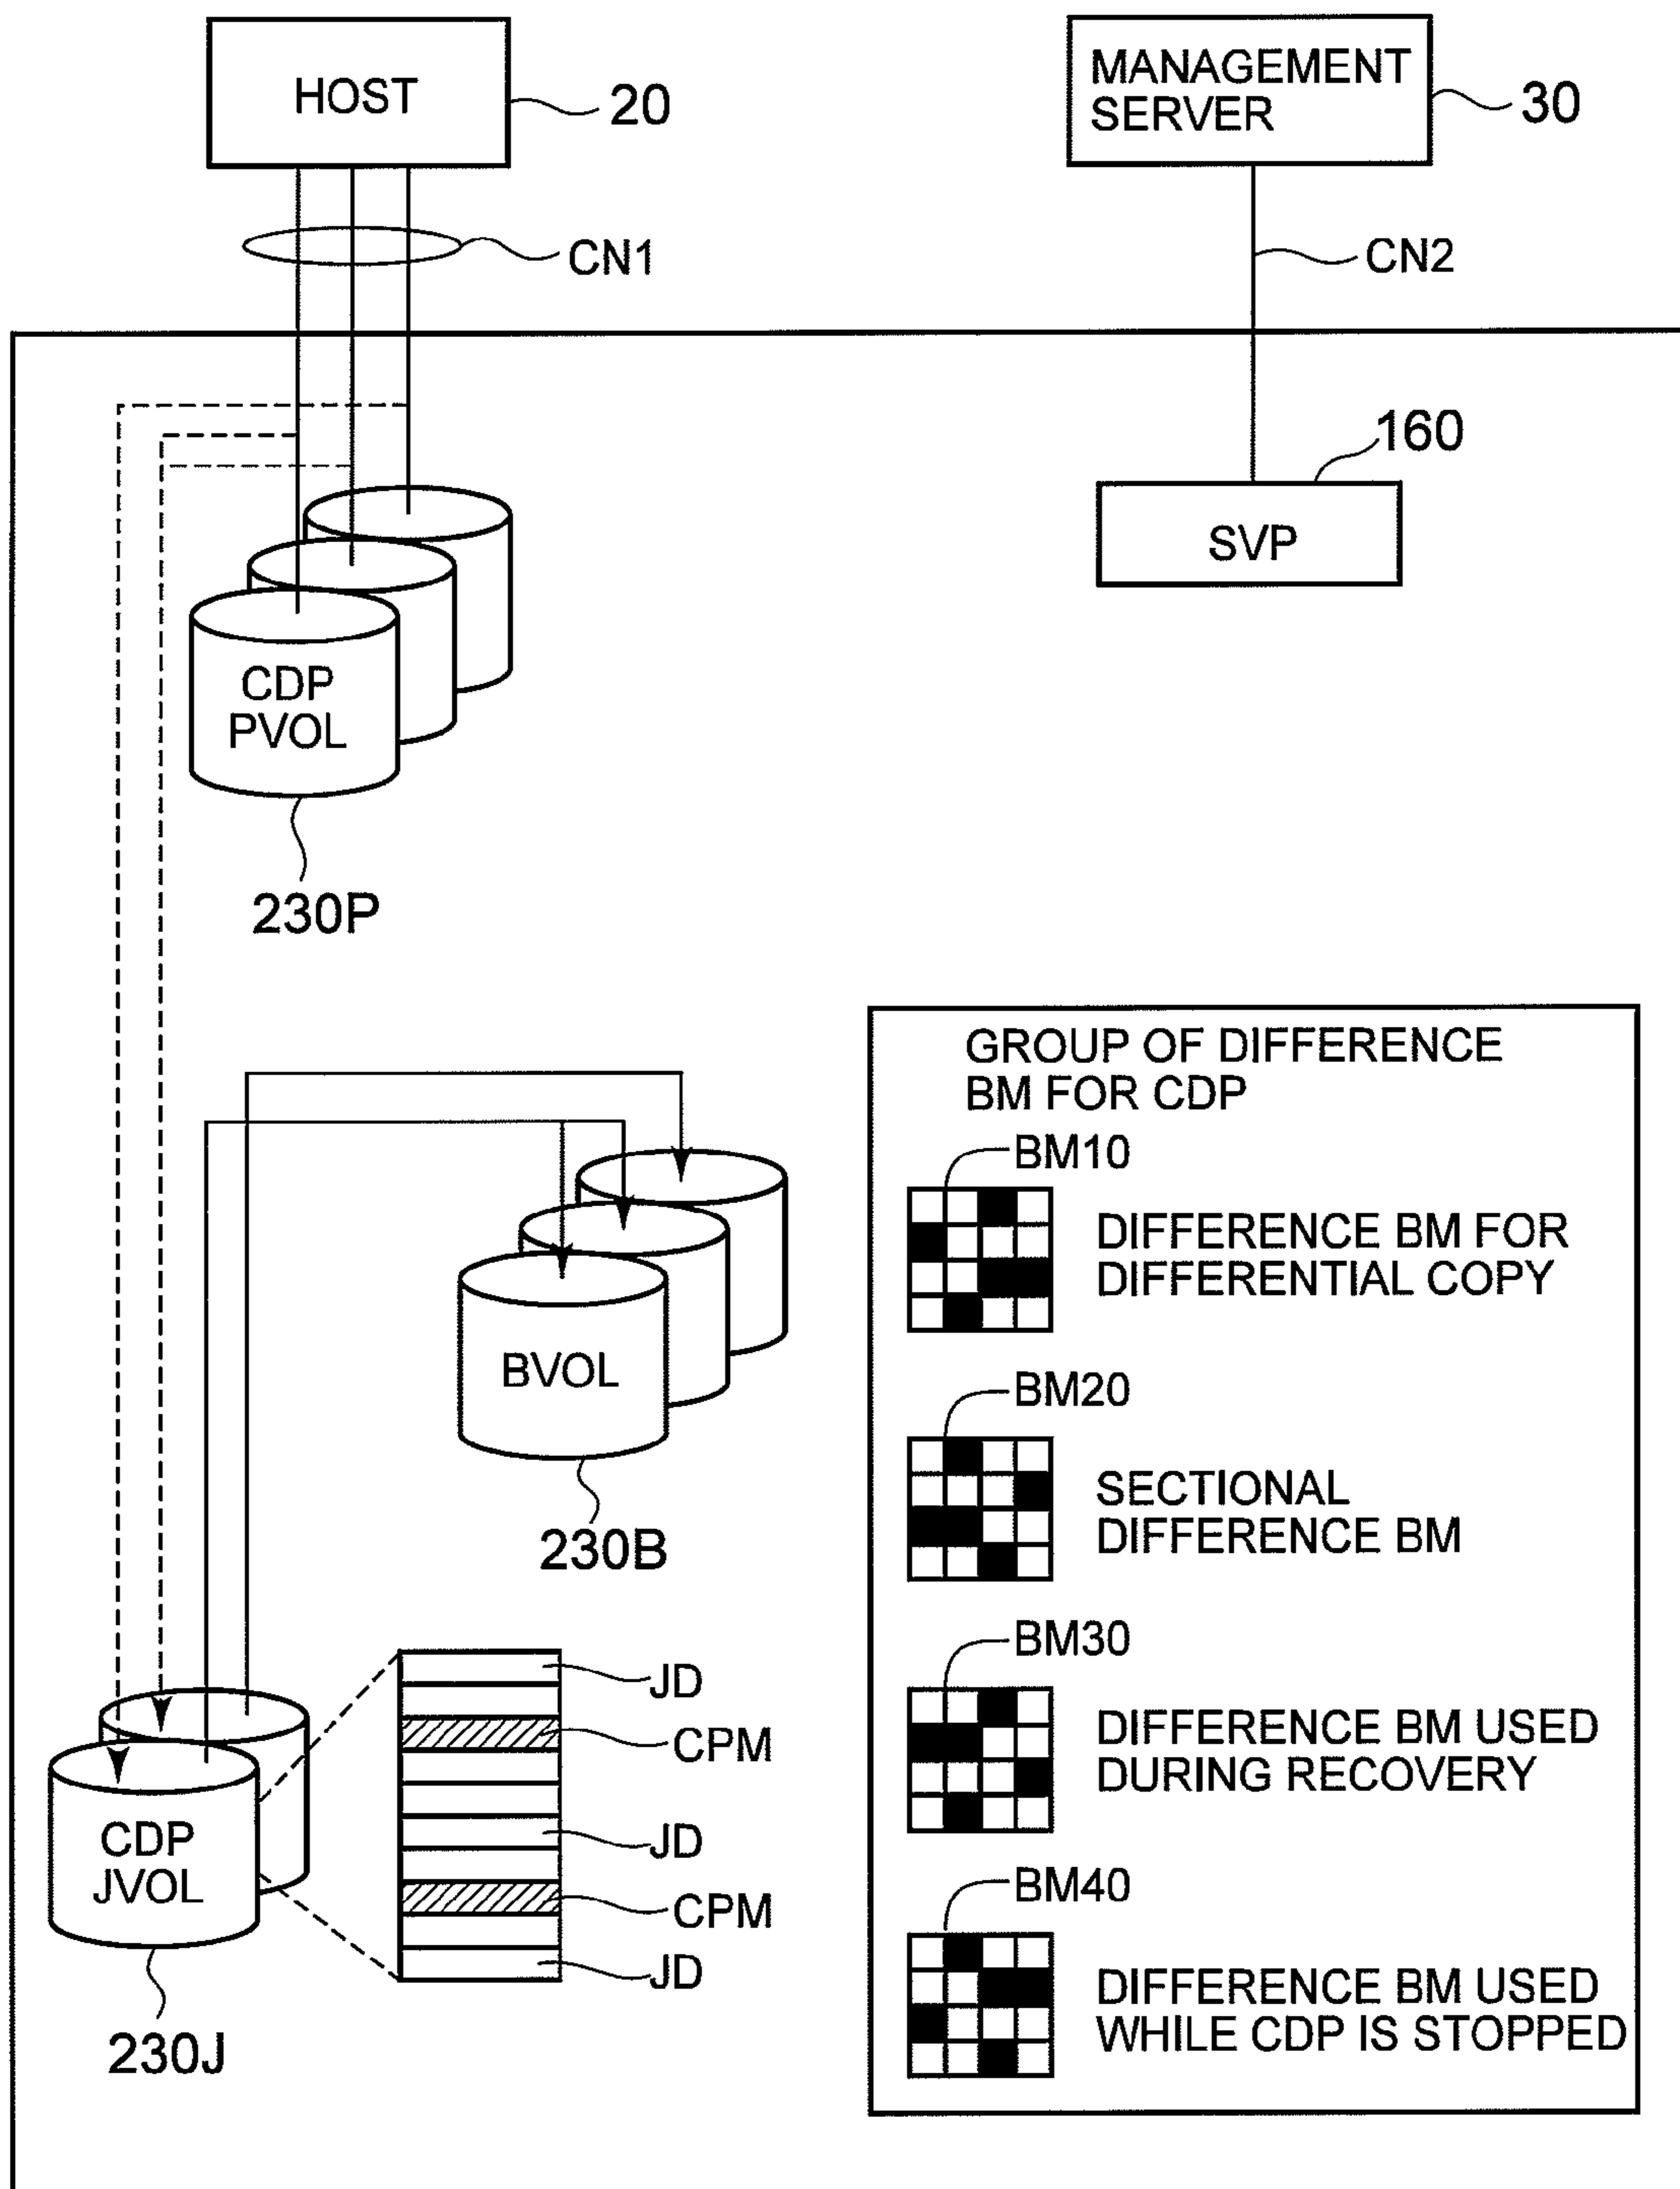 HOST
20
MANAGEMENT
SERVER
30
CN1
CN2
160
SVP
CDP
PVOL
230P
GROUP OF DIFFERENCE
BM FOR CDP
BM10
DIFFERENCE BM FOR
DIFFERENTIAL COPY
BVOL
230B
BM20
SECTIONAL
DIFFERENCE BM
BM30
DIFFERENCE BM USED
DURING RECOVERY
BM40
DIFFERENCE BM USED
WHILE CDP IS STOPPED
JD
CPM
JD
CPM
JD
CDP
JVOL
230J